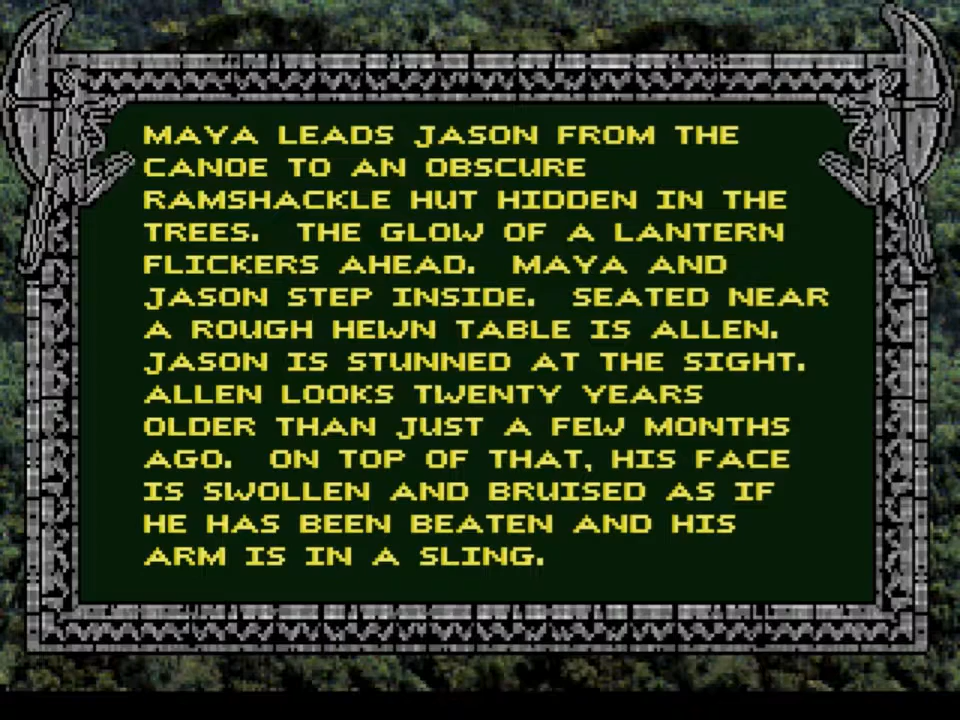 MAYA LEADS JASON FROM THE
CANOE TO AN OBSCURE
RAMSHACKLE HUT HIDDEN IN THE
TREES.  THE GLOW OF A LANTERN
FLICKERS AHEAD.  MAYA AND
JASON STEP INSIDE.  SEATED NEAR
A ROUGH HEWN TABLE IS ALLEN.
JASON IS STUNNED AT THE SIGHT.
ALLEN LOOKS TWENTY YEARS
OLDER THAN JUST A FEW MONTHS
AGO.  ON TOP OF THAT, HIS FACE
IS SWOLLEN AND BRUISED AS IF
HE HAS BEEN BEATEN AND HIS
ARM IS IN A SLING.